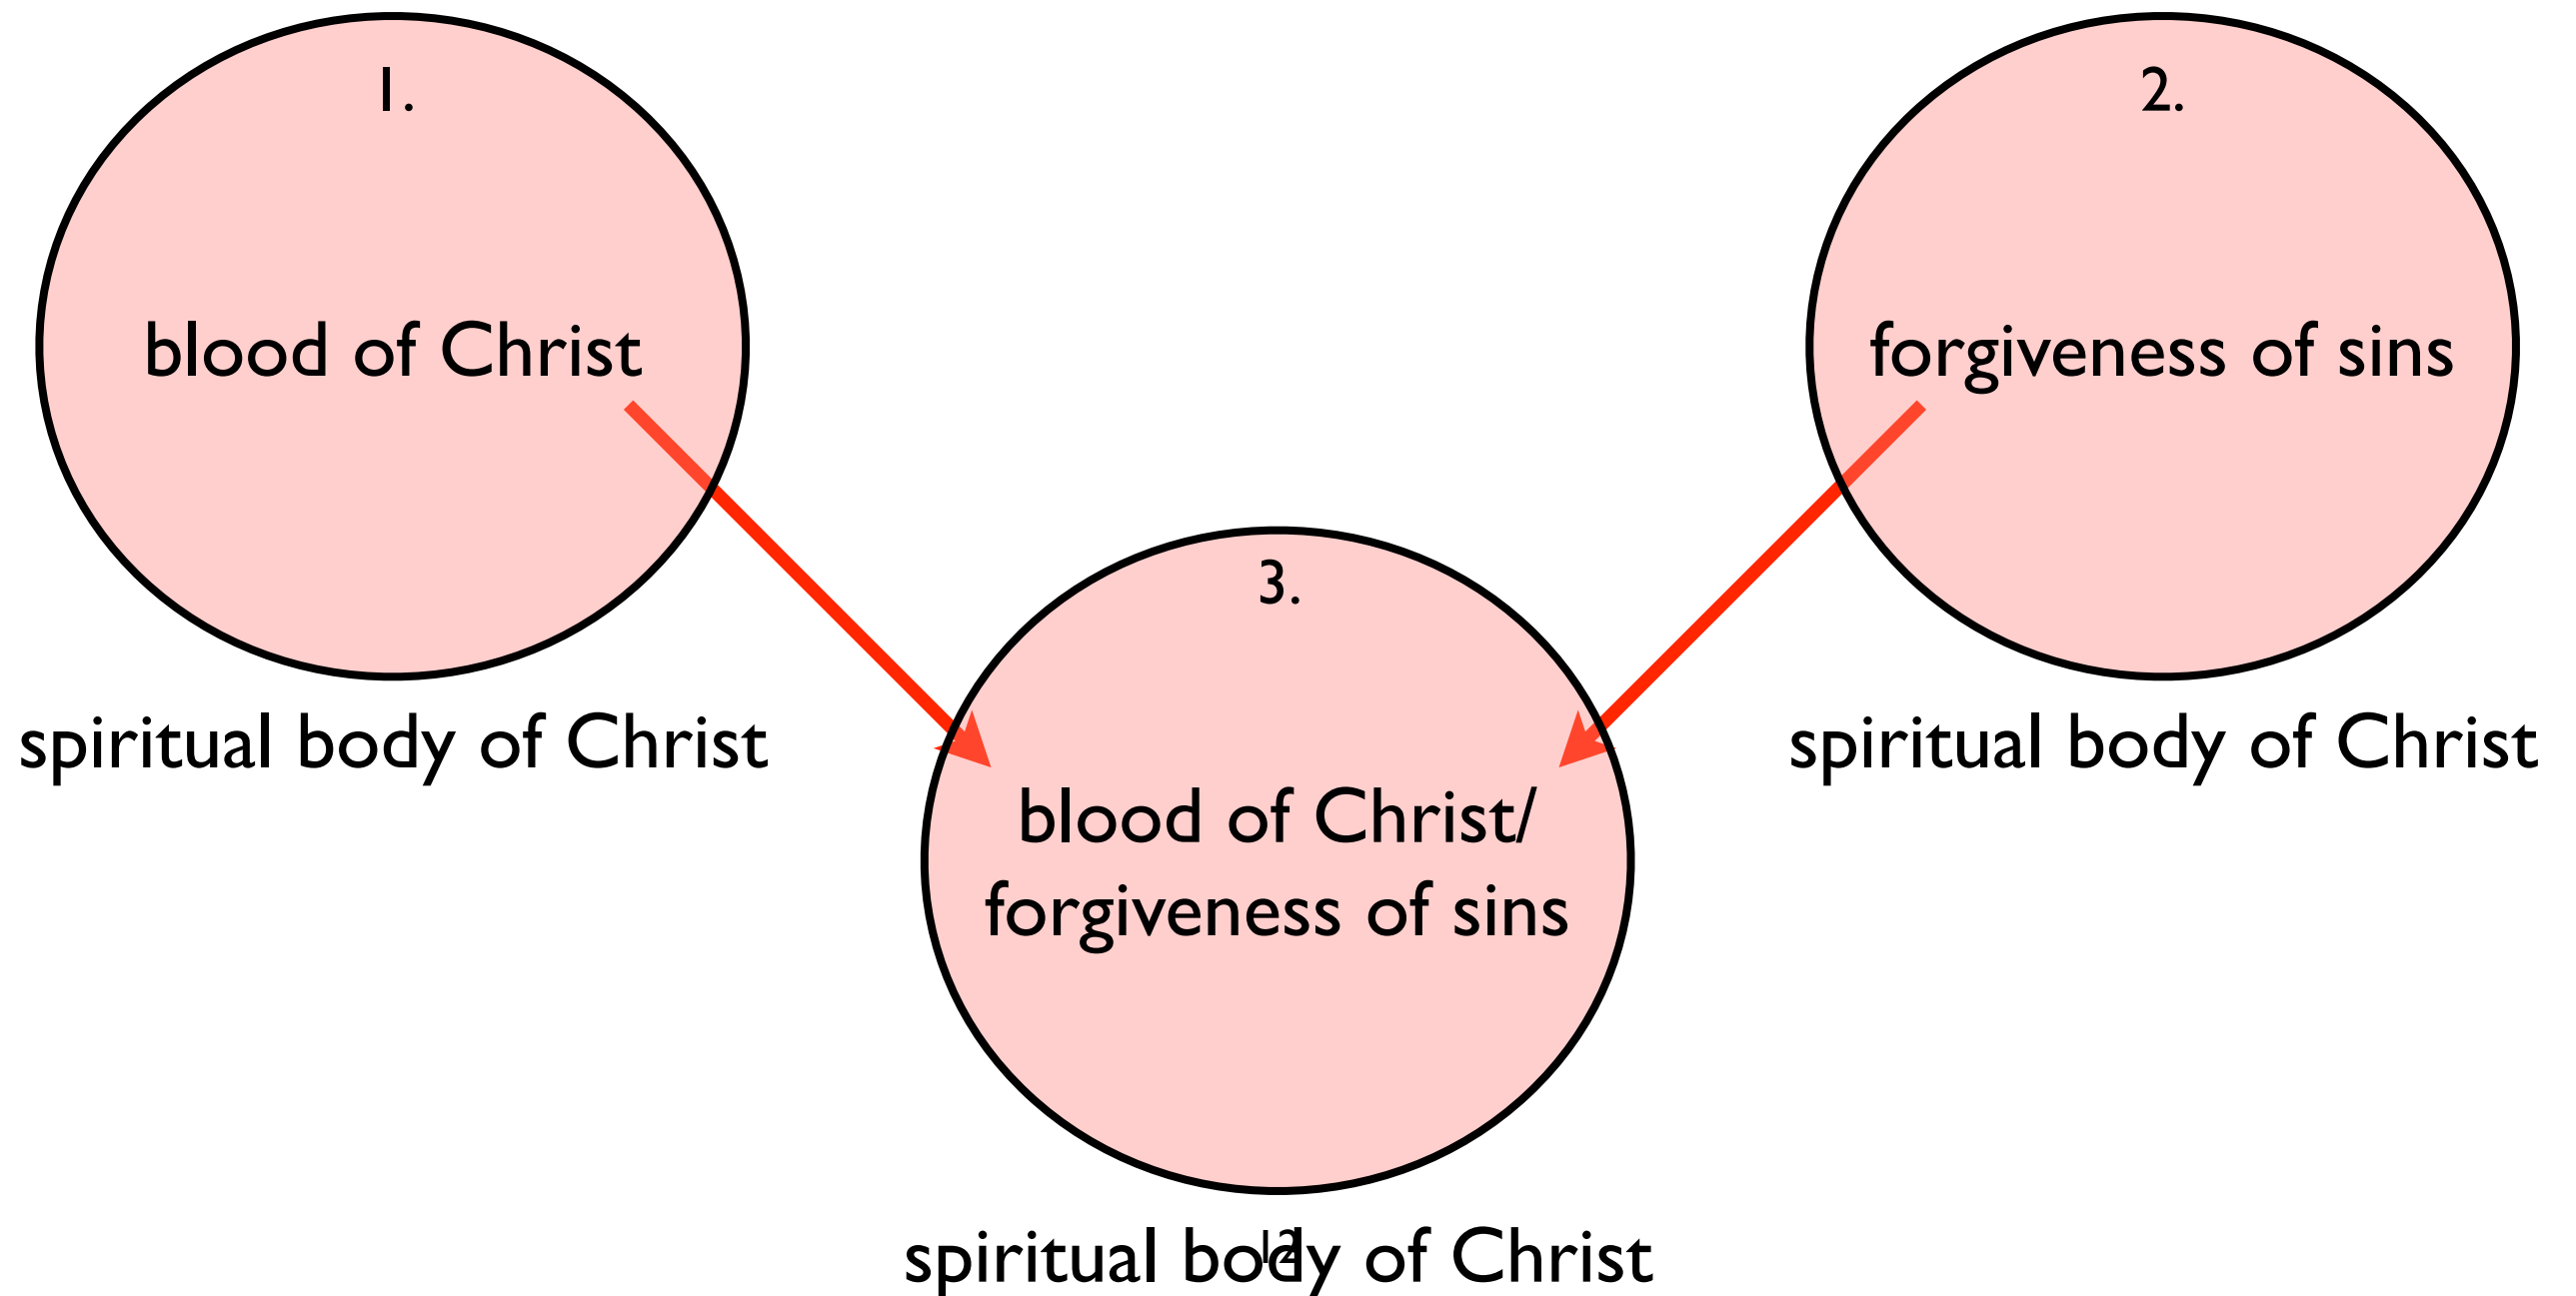 1.
2.
blood of Christ
forgiveness of sins
3.
spiritual body of Christ
spiritual body of Christ
blood of Christ/
forgiveness of sins
spiritual body of Christ
12